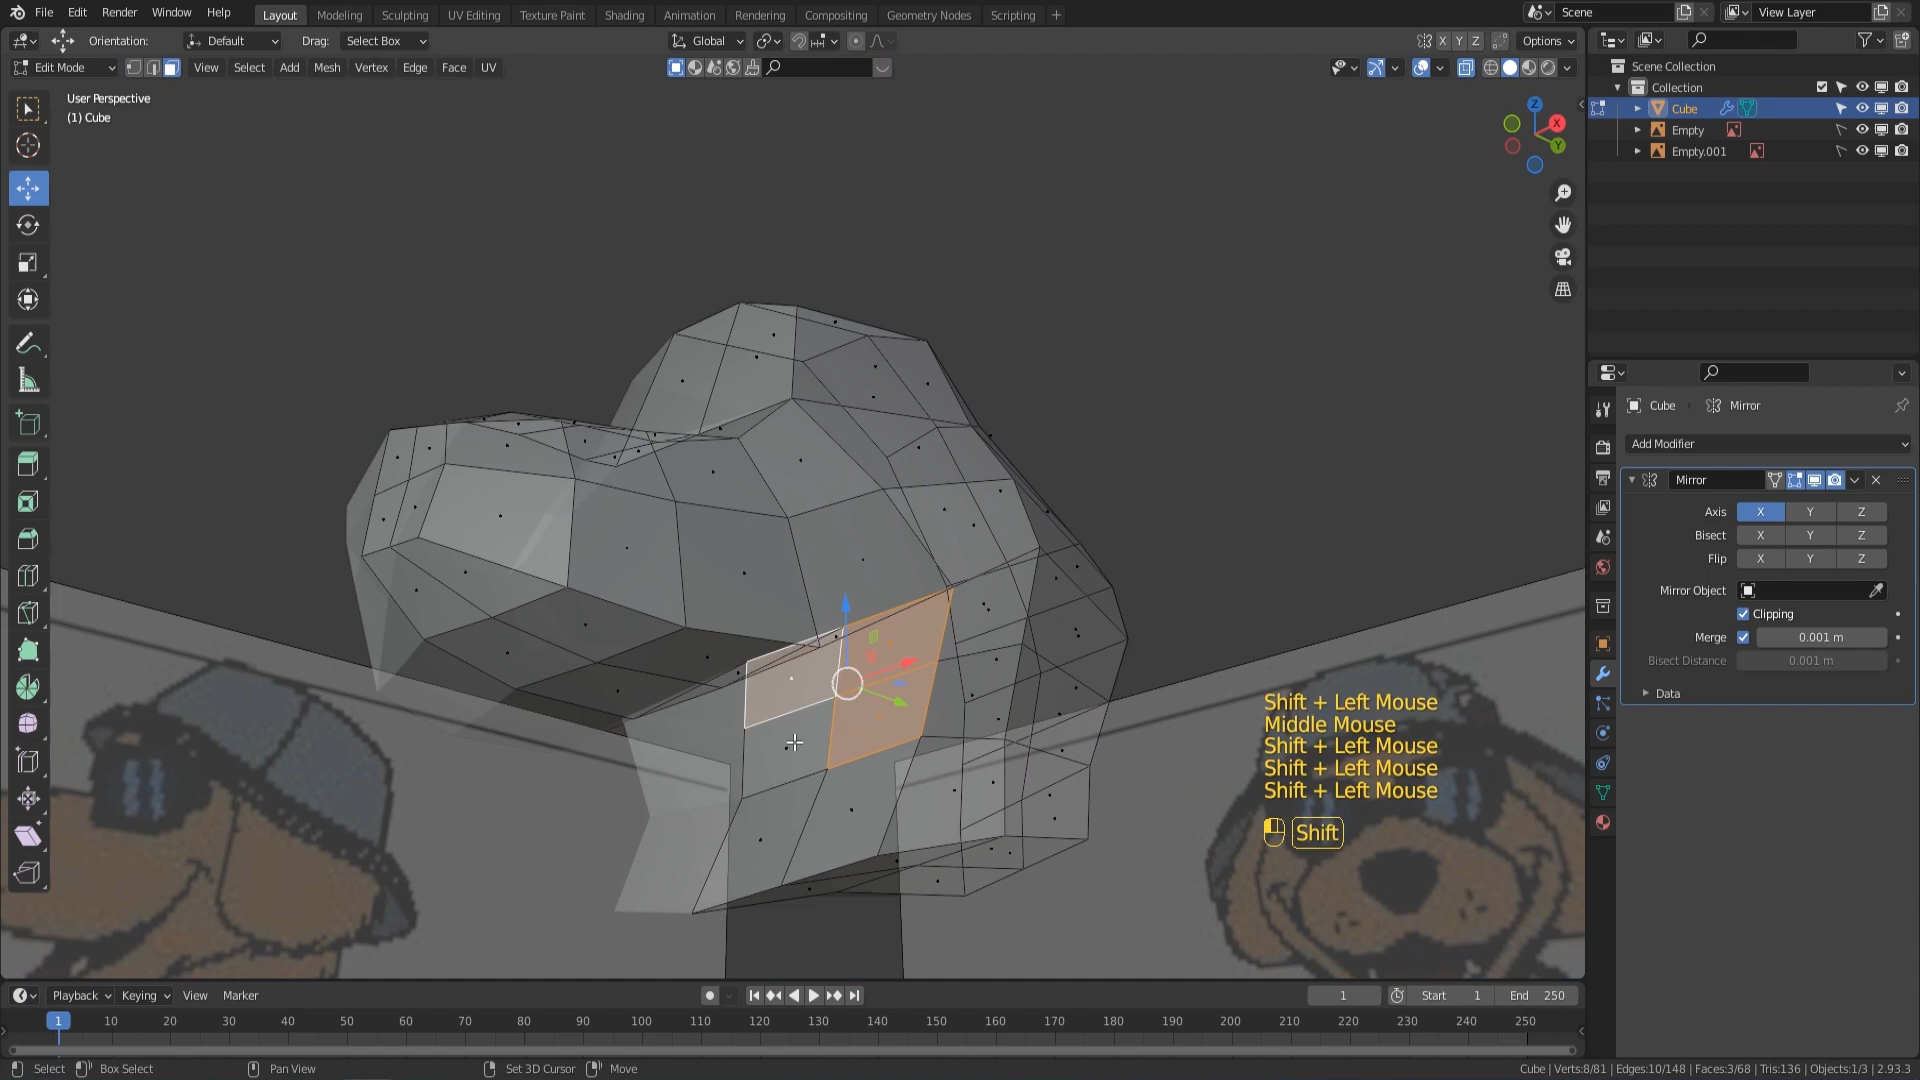 File Edit Render Window Help Layout Modeling Sculpting UV Editing Texture Paint Shading Animation Rendering Compositing Geometry Nodes Scripting + Scene View Layer
Orientation: Default Drag: Select Box Global X Y Z Options
Edit Mode View Select Add Mesh Vertex Edge Face UV
User Perspective
(1) Cube
Z
X
Y
Scene Collection
Collection
Cube
Empty
Empty.001
Cube Mirror
Add Modifier
Mirror
Axis X Y Z
Bisect X Y Z
Flip X Y Z
Mirror Object
Clipping
Merge 0.001 m
Bisect Distance 0.001 m
Data
Shift + Left Mouse
Middle Mouse
Shift + Left Mouse
Shift + Left Mouse
Shift + Left Mouse
Shift
Playback Keying View Marker 1 Start 1 End 250
1 10 20 30 40 50 60 70 80 90 100 110 120 130 140 150 160 170 180 190 200 210 220 230 240 250
Select Box Select Pan View Set 3D Cursor Move Cube | Verts:8/81 | Edges:10/148 | Faces:3/68 | Tris:136 | Objects:1/3 | 2.93.3